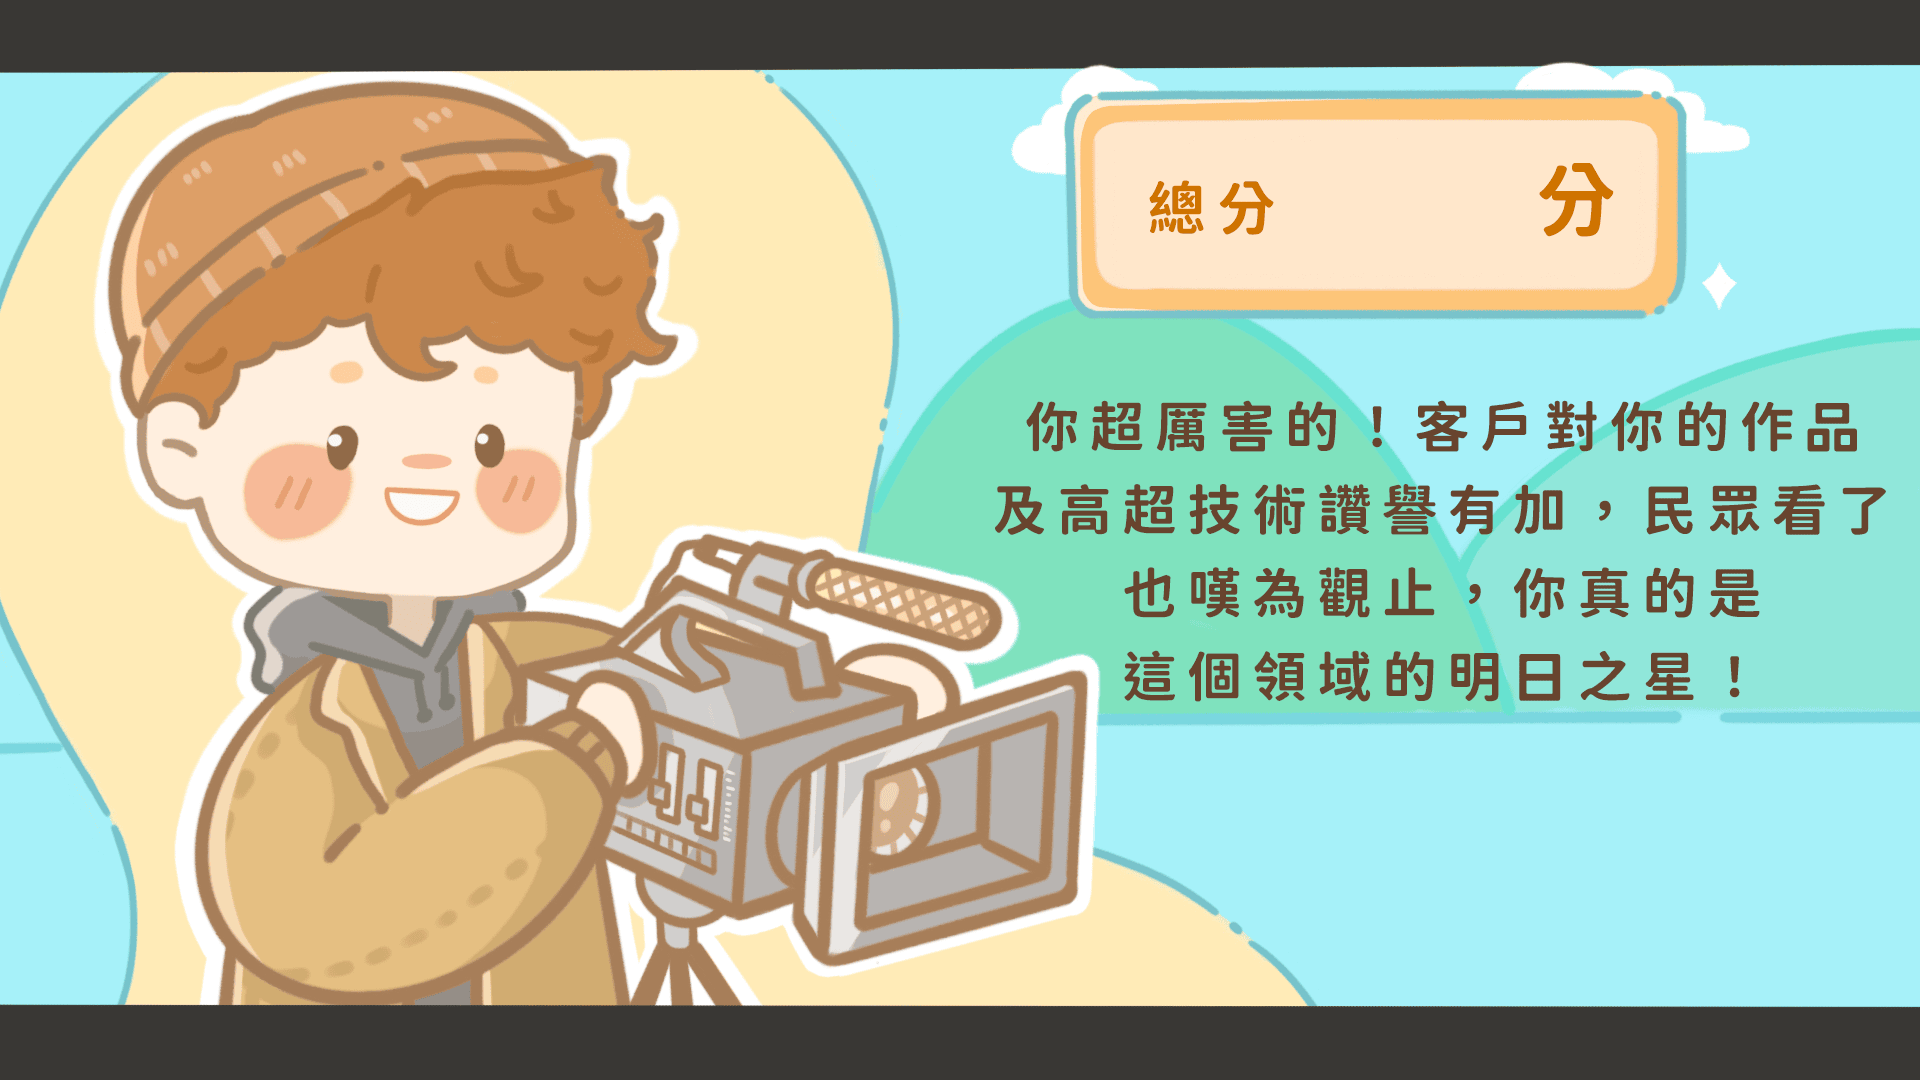 總分 分
你超厲害的！客戶對你的作品
及高超技術讚譽有加，民眾看了
也嘆為觀止，你真的是
這個領域的明日之星！